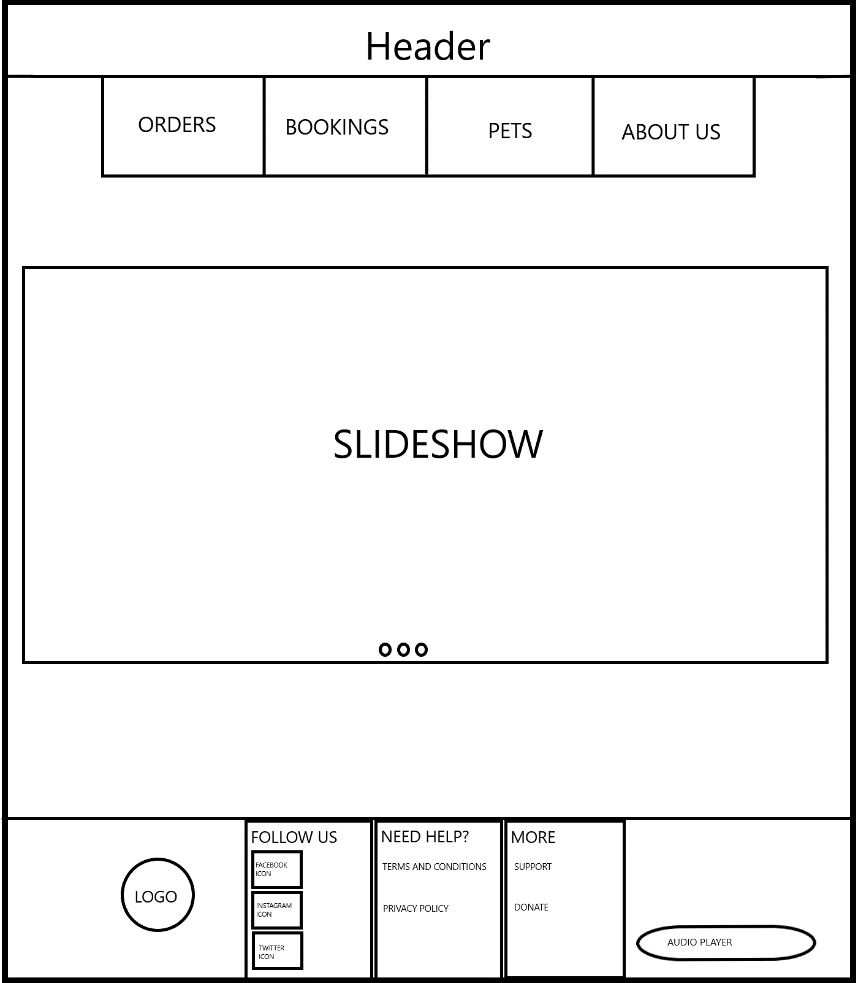 Header
ORDERS
BOOKINGS
PETS
ABOUT US
SLIDESHOW
LOGO
FOLLOW US
FACEBOOK
ICON
INSTAGRAM
ICON
TWITTER
ICON
NEED HELP?
TERMS AND CONDITIONS
PRIVACY POLICY
MORE
SUPPORT
DONATE
AUDIO PLAYER